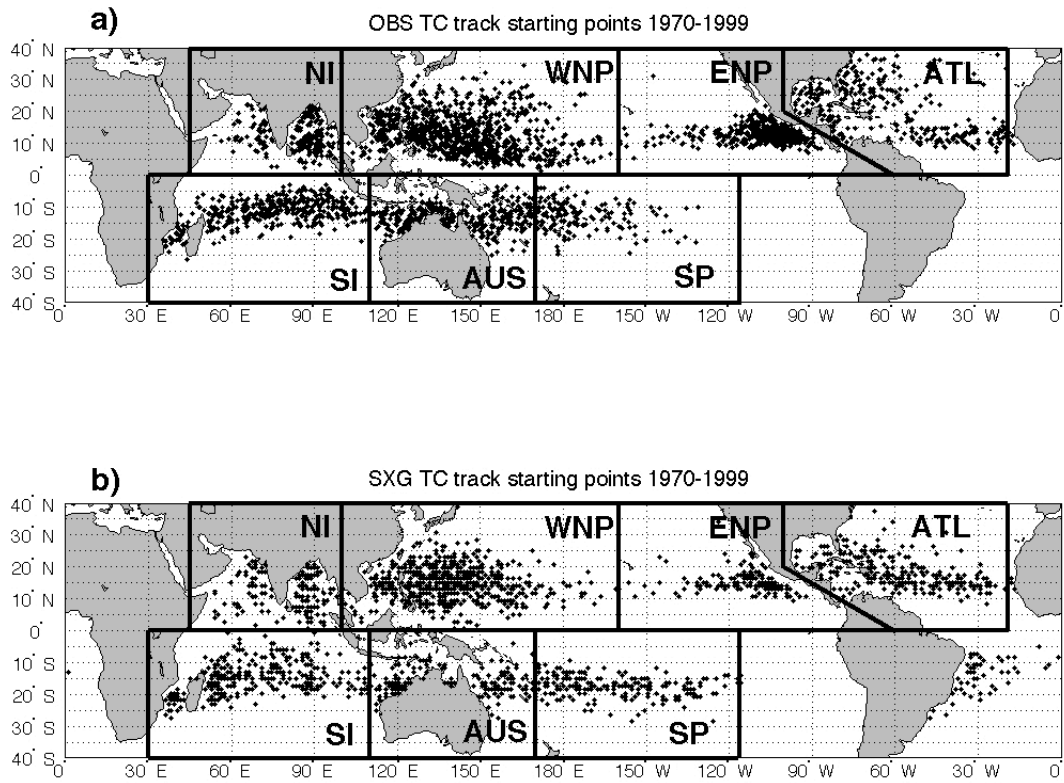 a) OBS TC track starting points 1970-1999
40° N
30° N
20° N
10° N
0°
10° S
20° S
30° S
40° S
NI WNP ENP ATL
SI AUS SP
0° 30° E 60° E 90° E 120° E 150° E 180° E 150° W 120° W 90° W 60° W 30° W 0°
b) SXG TC track starting points 1970-1999
40° N
30° N
20° N
10° N
0°
10° S
20° S
30° S
40° S
NI WNP ENP ATL
SI AUS SP
0° 30° E 60° E 90° E 120° E 150° E 180° E 150° W 120° W 90° W 60° W 30° W 0°